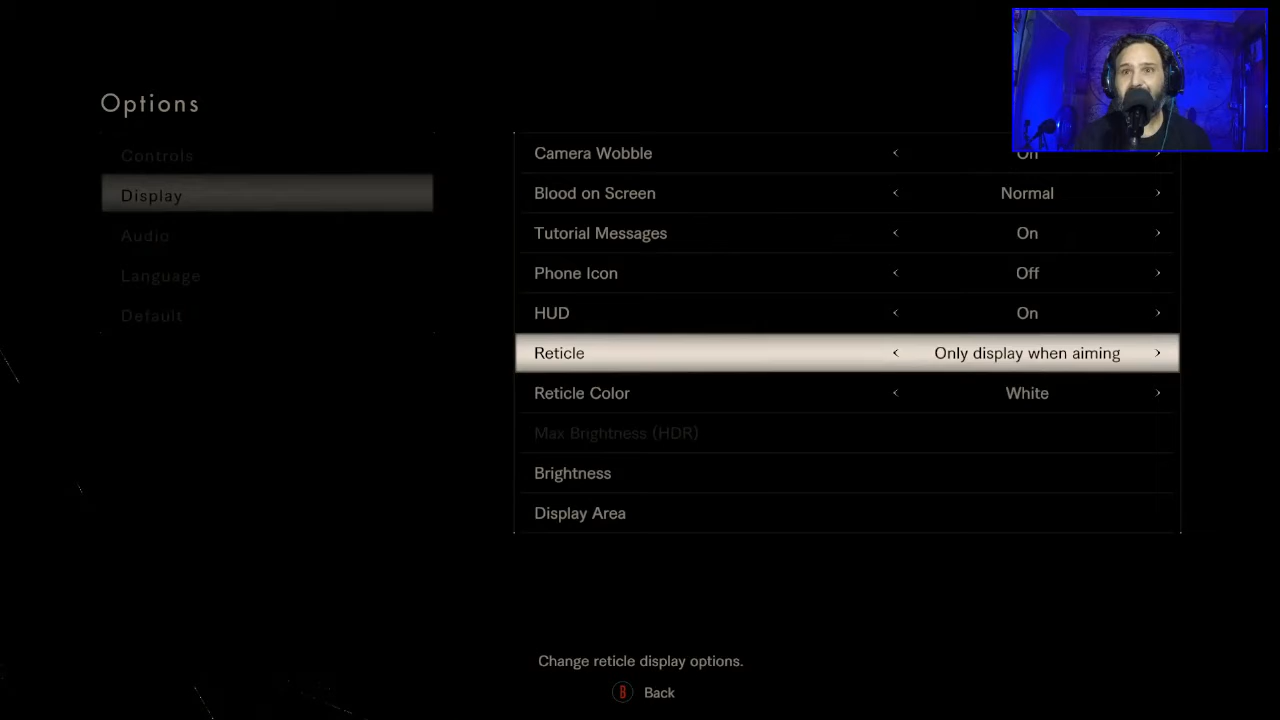 Options
Controls
Display
Audio
Language
Default
Camera Wobble < On >
Blood on Screen < Normal >
Tutorial Messages < On >
Phone Icon < Off >
HUD < On >
Reticle < Only display when aiming >
Reticle Color < White >
Max Brightness (HDR)
Brightness
Display Area
Change reticle display options.
B Back